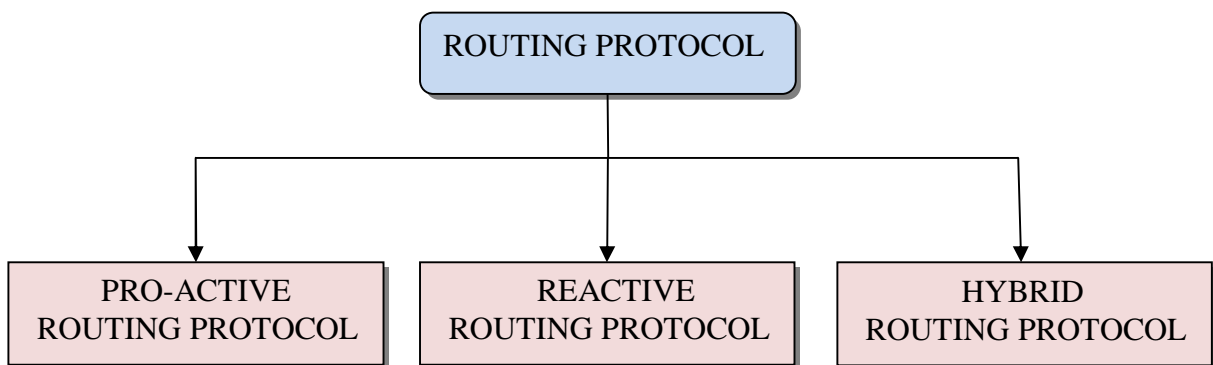 ROUTING PROTOCOL
PRO-ACTIVE
ROUTING PROTOCOL
REACTIVE
ROUTING PROTOCOL
HYBRID
ROUTING PROTOCOL